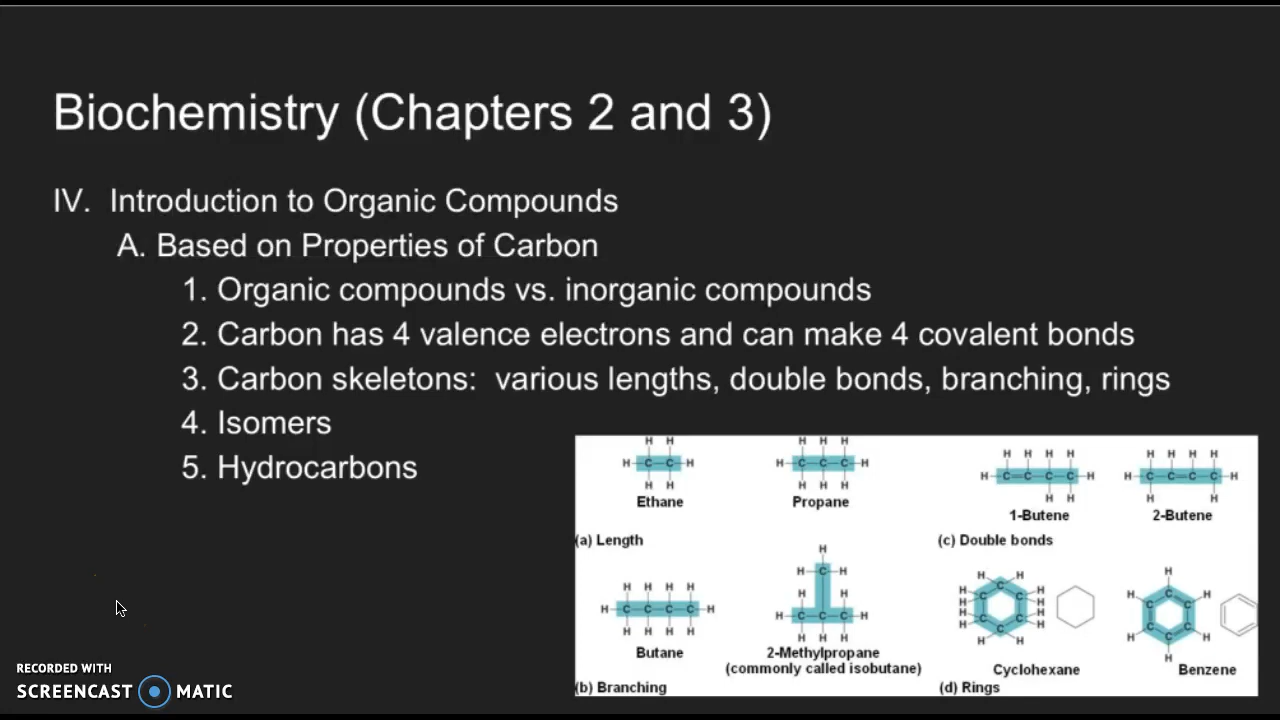 Biochemistry (Chapters 2 and 3)
IV. Introduction to Organic Compounds
A. Based on Properties of Carbon
1. Organic compounds vs. inorganic compounds
2. Carbon has 4 valence electrons and can make 4 covalent bonds
3. Carbon skeletons: various lengths, double bonds, branching, rings
4. Isomers
5. Hydrocarbons
H H
H C C H
H H
Ethane
H H H
H C C C H
H H H
Propane
(a) Length
H H H H
H C C C C H
H H
1-Butene
H H H H
H C C C C H
H H
2-Butene
(c) Double bonds
H H H H
H C C C C H
H H H H
Butane
H
H C H
H H
H C C C H
H H H
2-Methylpropane
(commonly called isobutane)
(b) Branching
H H
H C H
H C C H
H C C H
H C H
H H
Cyclohexane
H
H C H
C C
C C
H C H
H
Benzene
(d) Rings
RECORDED WITH
SCREENCAST MATIC